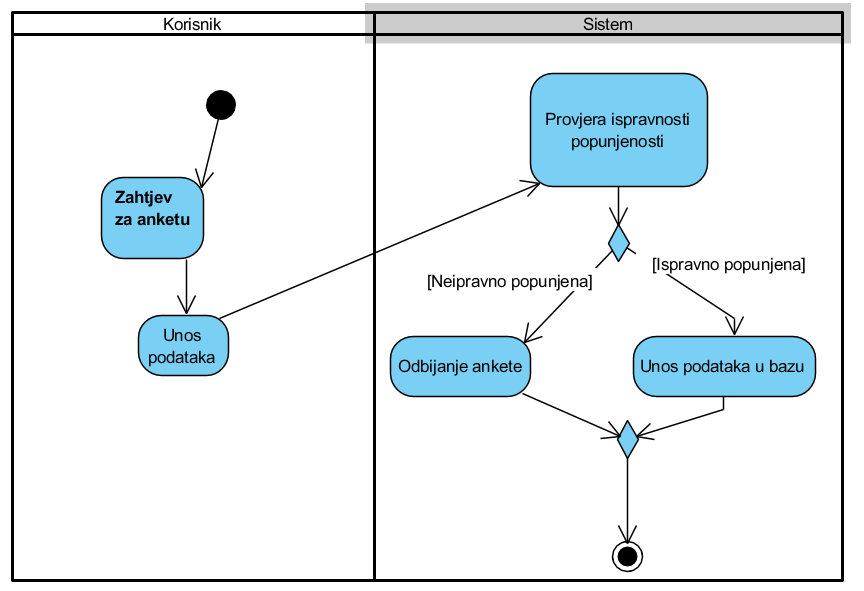 Korisnik
Sistem
Zahtjev
za anketu
Unos
podataka
Provjera ispravnosti
popunjenosti
[Neipravno popunjena]
[Ispravno popunjena]
Odbijanje ankete
Unos podataka u bazu